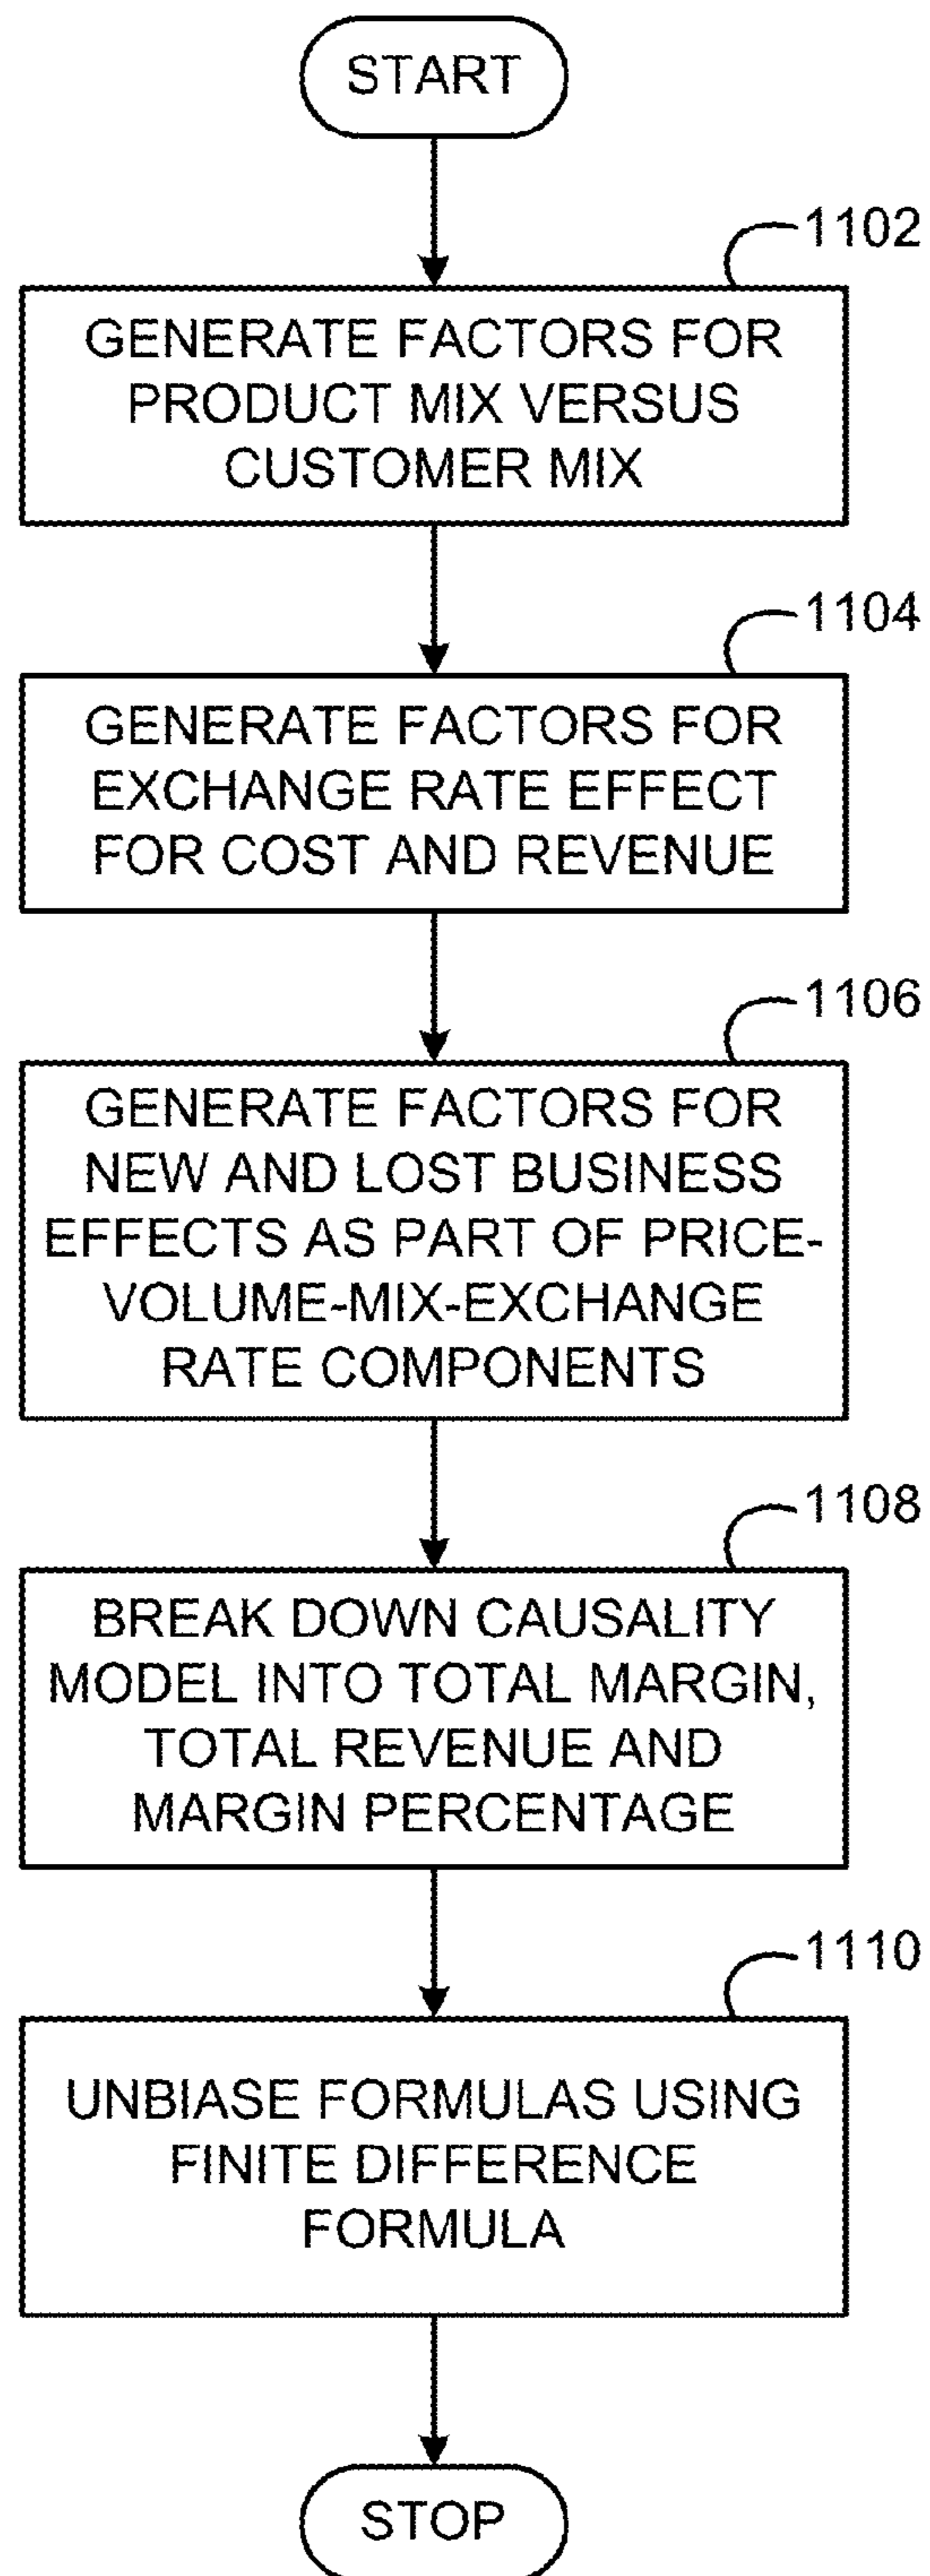 START
1102
GENERATE FACTORS FOR
PRODUCT MIX VERSUS
CUSTOMER MIX
1104
GENERATE FACTORS FOR
EXCHANGE RATE EFFECT
FOR COST AND REVENUE
1106
GENERATE FACTORS FOR
NEW AND LOST BUSINESS
EFFECTS AS PART OF PRICE-
VOLUME-MIX-EXCHANGE
RATE COMPONENTS
1108
BREAK DOWN CAUSALITY
MODEL INTO TOTAL MARGIN,
TOTAL REVENUE AND
MARGIN PERCENTAGE
1110
UNBIASE FORMULAS USING
FINITE DIFFERENCE
FORMULA
STOP